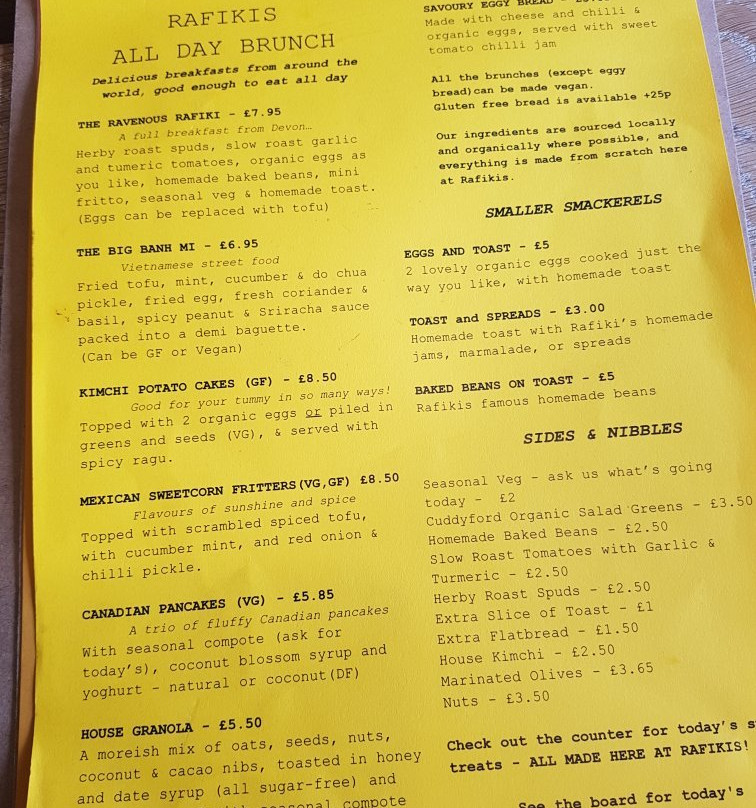 RAFIKIS
ALL DAY BRUNCH
Delicious breakfasts from around the
world, good enough to eat all day
THE RAVENOUS RAFIKI - £7.95
A full breakfast from Devon…
Herby roast spuds, slow roast garlic
and tumeric tomatoes, organic eggs as
you like, homemade baked beans, mini
fritto, seasonal veg & homemade toast.
(Eggs can be replaced with tofu)
THE BIG BANH MI - £6.95
Vietnamese street food
Fried tofu, mint, cucumber & do chua
pickle, fried egg, fresh coriander &
basil, spicy peanut & Sriracha sauce
packed into a demi baguette.
(Can be GF or Vegan)
KIMCHI POTATO CAKES (GF) - £8.50
Good for your tummy in so many ways!
Topped with 2 organic eggs or piled in
greens and seeds (VG), & served with
spicy ragu.
MEXICAN SWEETCORN FRITTERS(VG,GF) £8.50
Flavours of sunshine and spice
Topped with scrambled spiced tofu,
with cucumber mint, and red onion &
chilli pickle.
CANADIAN PANCAKES (VG) - £5.85
A trio of fluffy Canadian pancakes
With seasonal compote (ask for
today's), coconut blossom syrup and
yoghurt - natural or coconut(DF)
HOUSE GRANOLA - £5.50
A moreish mix of oats, seeds, nuts,
coconut & cacao nibs, toasted in honey
and date syrup (all sugar-free) and
seasonal compote
SAVOURY EGGY BREAD -
Made with cheese and chilli &
organic eggs, served with sweet
tomato chilli jam
All the brunches (except eggy
bread)can be made vegan.
Gluten free bread is available +25p
Our ingredients are sourced locally
and organically where possible, and
everything is made from scratch here
at Rafikis.
SMALLER SMACKERELS
EGGS AND TOAST - £5
2 lovely organic eggs cooked just the
way you like, with homemade toast
TOAST and SPREADS - £3.00
Homemade toast with Rafiki's homemade
jams, marmalade, or spreads
BAKED BEANS ON TOAST - £5
Rafikis famous homemade beans
SIDES & NIBBLES
Seasonal Veg - ask us what's going
today - £2
Cuddyford Organic Salad Greens - £3.50
Homemade Baked Beans - £2.50
Slow Roast Tomatoes with Garlic &
Turmeric - £2.50
Herby Roast Spuds - £2.50
Extra Slice of Toast - £1
Extra Flatbread - £1.50
House Kimchi - £2.50
Marinated Olives - £3.65
Nuts - £3.50
Check out the counter for today's
treats - ALL MADE HERE AT RAFIKIS!
See the board for today's